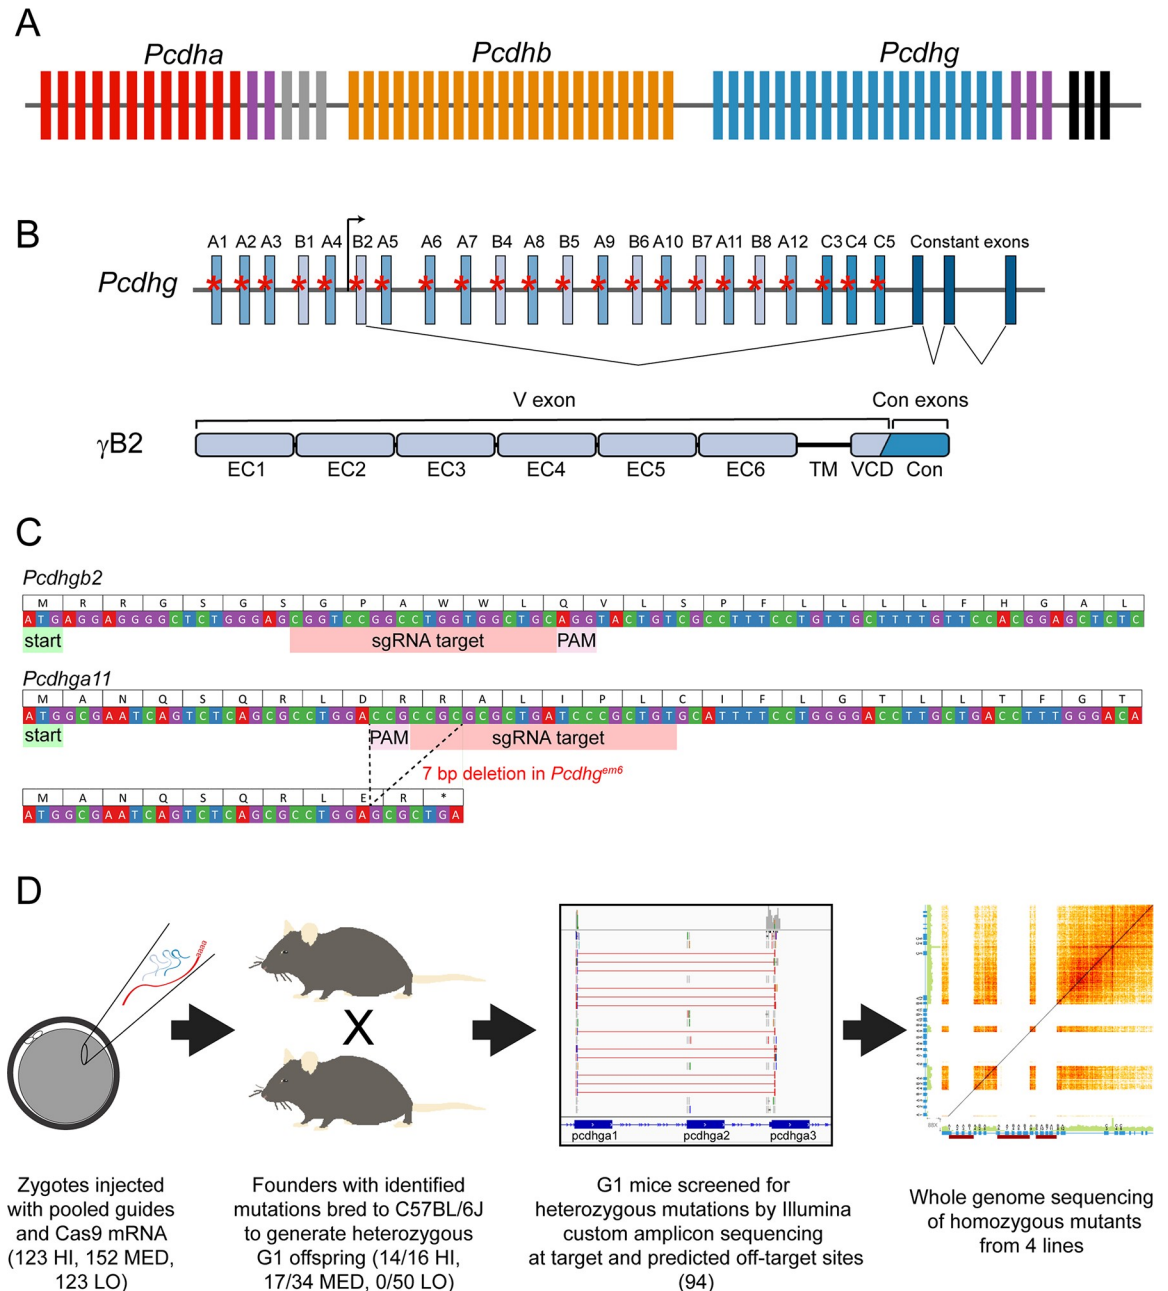 A
Pcdha Pcdhb Pcdhg
B
A1 A2 A3 B1 A4 B2 A5 A6 A7 B4 A8 B5 A9 B6 A10 B7 A11 B8 A12 C3 C4 C5 Constant exons
Pcdhg
* * * * * * * * * * * * * * * * * * * * * *
V exon Con exons
γB2
EC1 EC2 EC3 EC4 EC5 EC6 TM VCD Con
C
Pcdhgb2
M R R G S G S G P A W W L Q V L S P F L L L L F H G A L
ATGAGGAGGGGCTCTGGGAGCGGTCCGGCCTGGTGGCTGCAGGTACTGTCGCCTTTCCTGTTGCTTTTGTTCCACGGAGCTCTC
start sgRNA target PAM
Pcdhga11
M A N Q S Q R L D R R A L I P L C I F L G T L L T F G T
ATGGCGAATCAGTCTCAGCGCCTGGACCGCCGCGCGCTGATCCCGCTGTGCATTTTCCTGGGGACCTTGCTGACCTTTGGGACA
start PAM sgRNA target
7 bp deletion in Pcdhgem6
M A N Q S Q R L E R *
ATGGCGAATCAGTCTCAGCGCCTGGAGCGCTGA
D
aaaa
X
pcdhga1 pcdhga2 pcdhga3
Zygotes injected
with pooled guides
and Cas9 mRNA
(123 HI, 152 MED,
123 LO)
Founders with identified
mutations bred to C57BL/6J
to generate heterozygous
G1 offspring (14/16 HI,
17/34 MED, 0/50 LO)
G1 mice screened for
heterozygous mutations by Illumina
custom amplicon sequencing
at target and predicted off-target sites
(94)
Whole genome sequencing
of homozygous mutants
from 4 lines